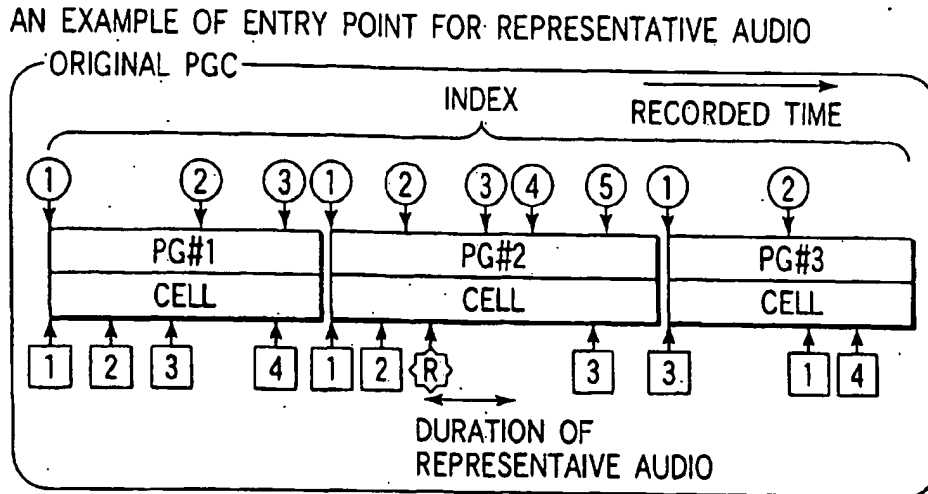 AN EXAMPLE OF ENTRY POINT FOR REPRESENTATIVE AUDIO
ORIGINAL PGC
INDEX
RECORDED TIME
1 2 3 1 2 3 4 5 1 2
PG#1 PG#2 PG#3
CELL CELL CELL
1 2 3 4 1 2 R 3 3 1 4
DURATION OF
REPRESENTAIVE AUDIO